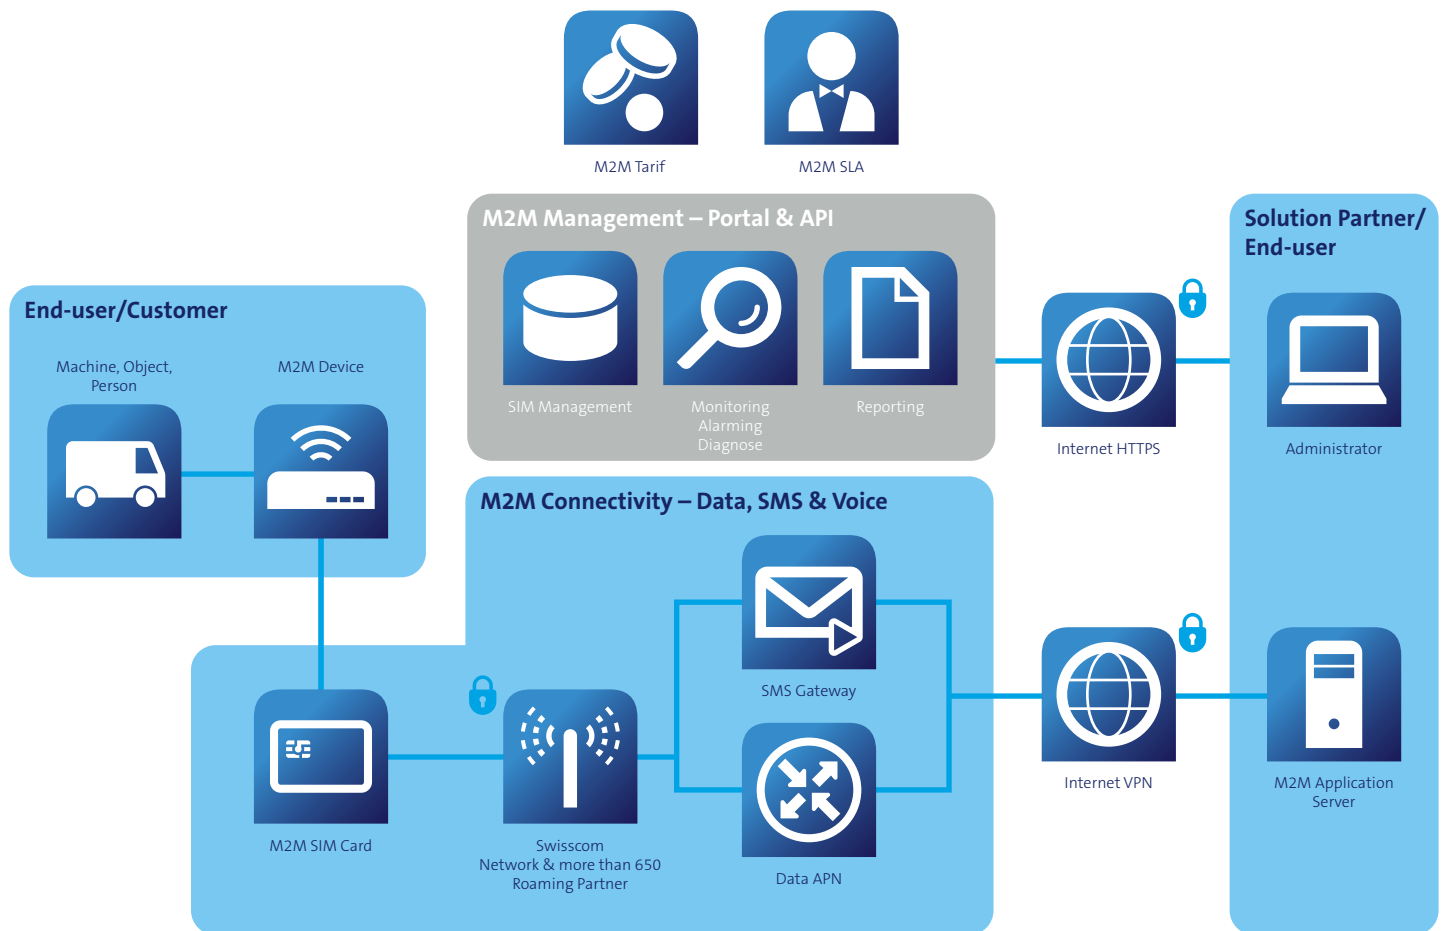 M2M Tarif
M2M SLA
M2M Management – Portal & API
SIM Management
Monitoring
Alarming
Diagnose
Reporting
Solution Partner/
End-user
Internet HTTPS
Administrator
End-user/Customer
Machine, Object,
Person
M2M Device
M2M Connectivity – Data, SMS & Voice
SMS Gateway
M2M SIM Card
Swisscom
Network & more than 650
Roaming Partner
Data APN
Internet VPN
M2M Application
Server